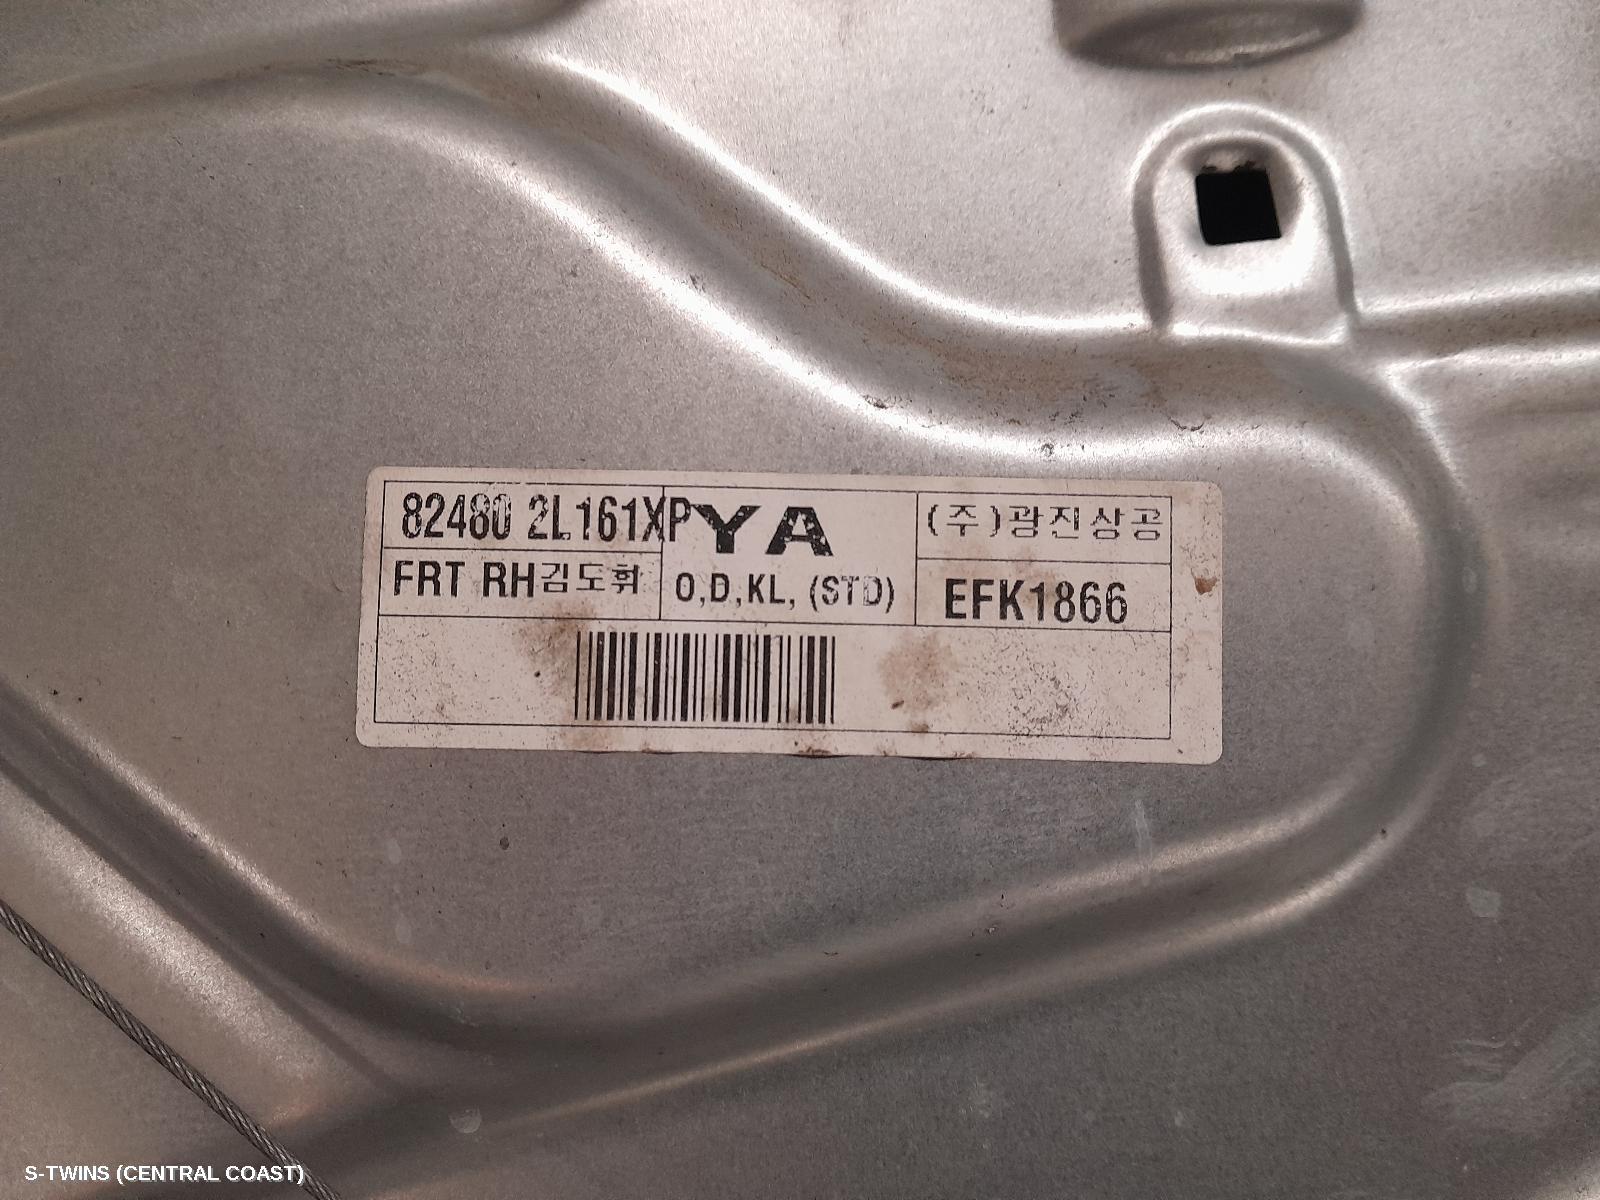 82480 2L161XP
YA
(주)광진상공
FRT RH김도휘
O,D,KL, (STD)
EFK1866
S-TWINS (CENTRAL COAST)